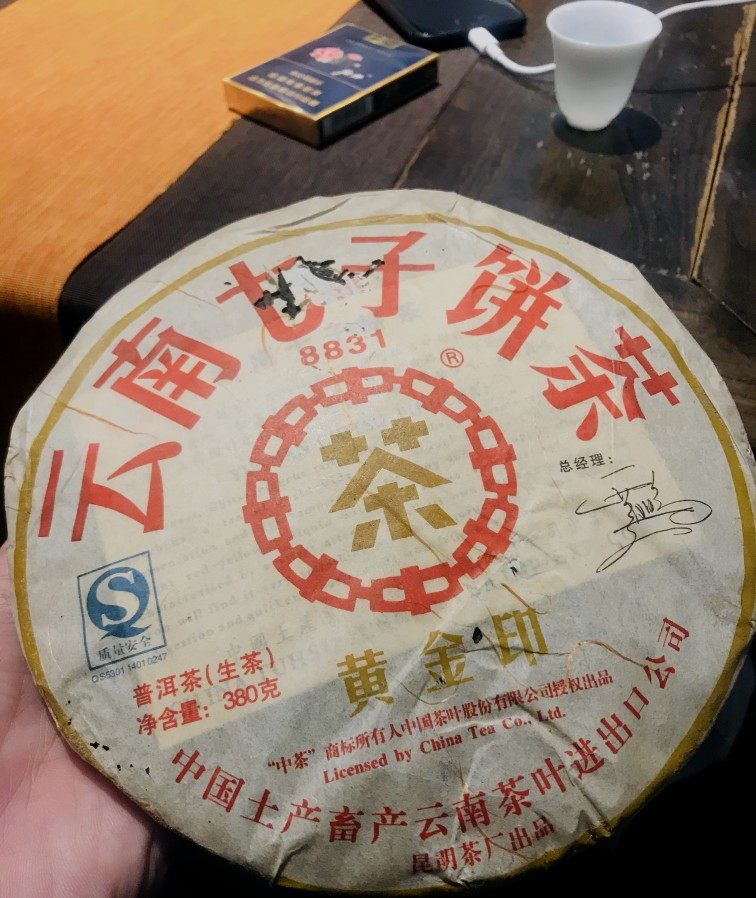 云南七子饼茶
8831
®
茶
总经理:
质量安全
QS5301 1401 0247
普洱茶(生茶)
净含量: 380克
黄金印
“中茶” 商标所有人中国茶叶股份有限公司授权出品
Licensed by China Tea Co., Ltd.
中国土产畜产云南茶叶进出口公司
昆明茶厂出品